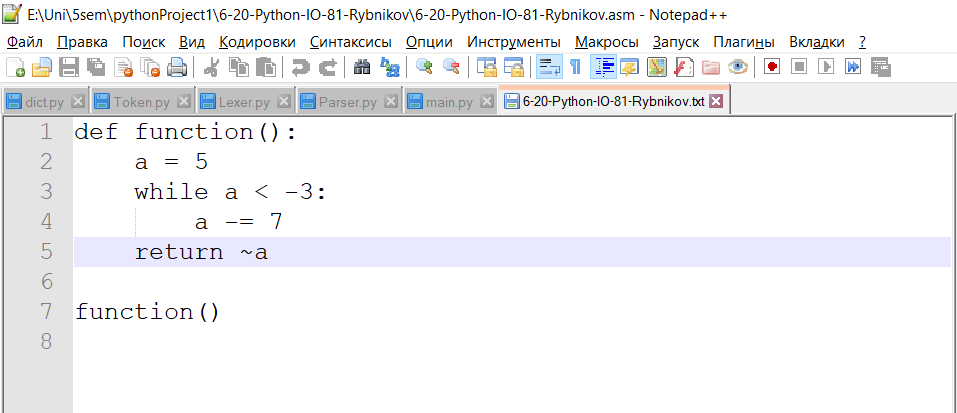 E:\Uni\5sem\pythonProject1\6-20-Python-IO-81-Rybnikov\6-20-Python-IO-81-Rybnikov.asm - Notepad++
Файл Правка Поиск Вид Кодировки Синтаксисы Опции Инструменты Макросы Запуск Плагины Вкладки ?
dict.py Token.py Lexer.py Parser.py main.py 6-20-Python-IO-81-Rybnikov.txt
1 def function():
2     a = 5
3     while a < -3:
4         a -= 7
5     return ~a
6
7 function()
8